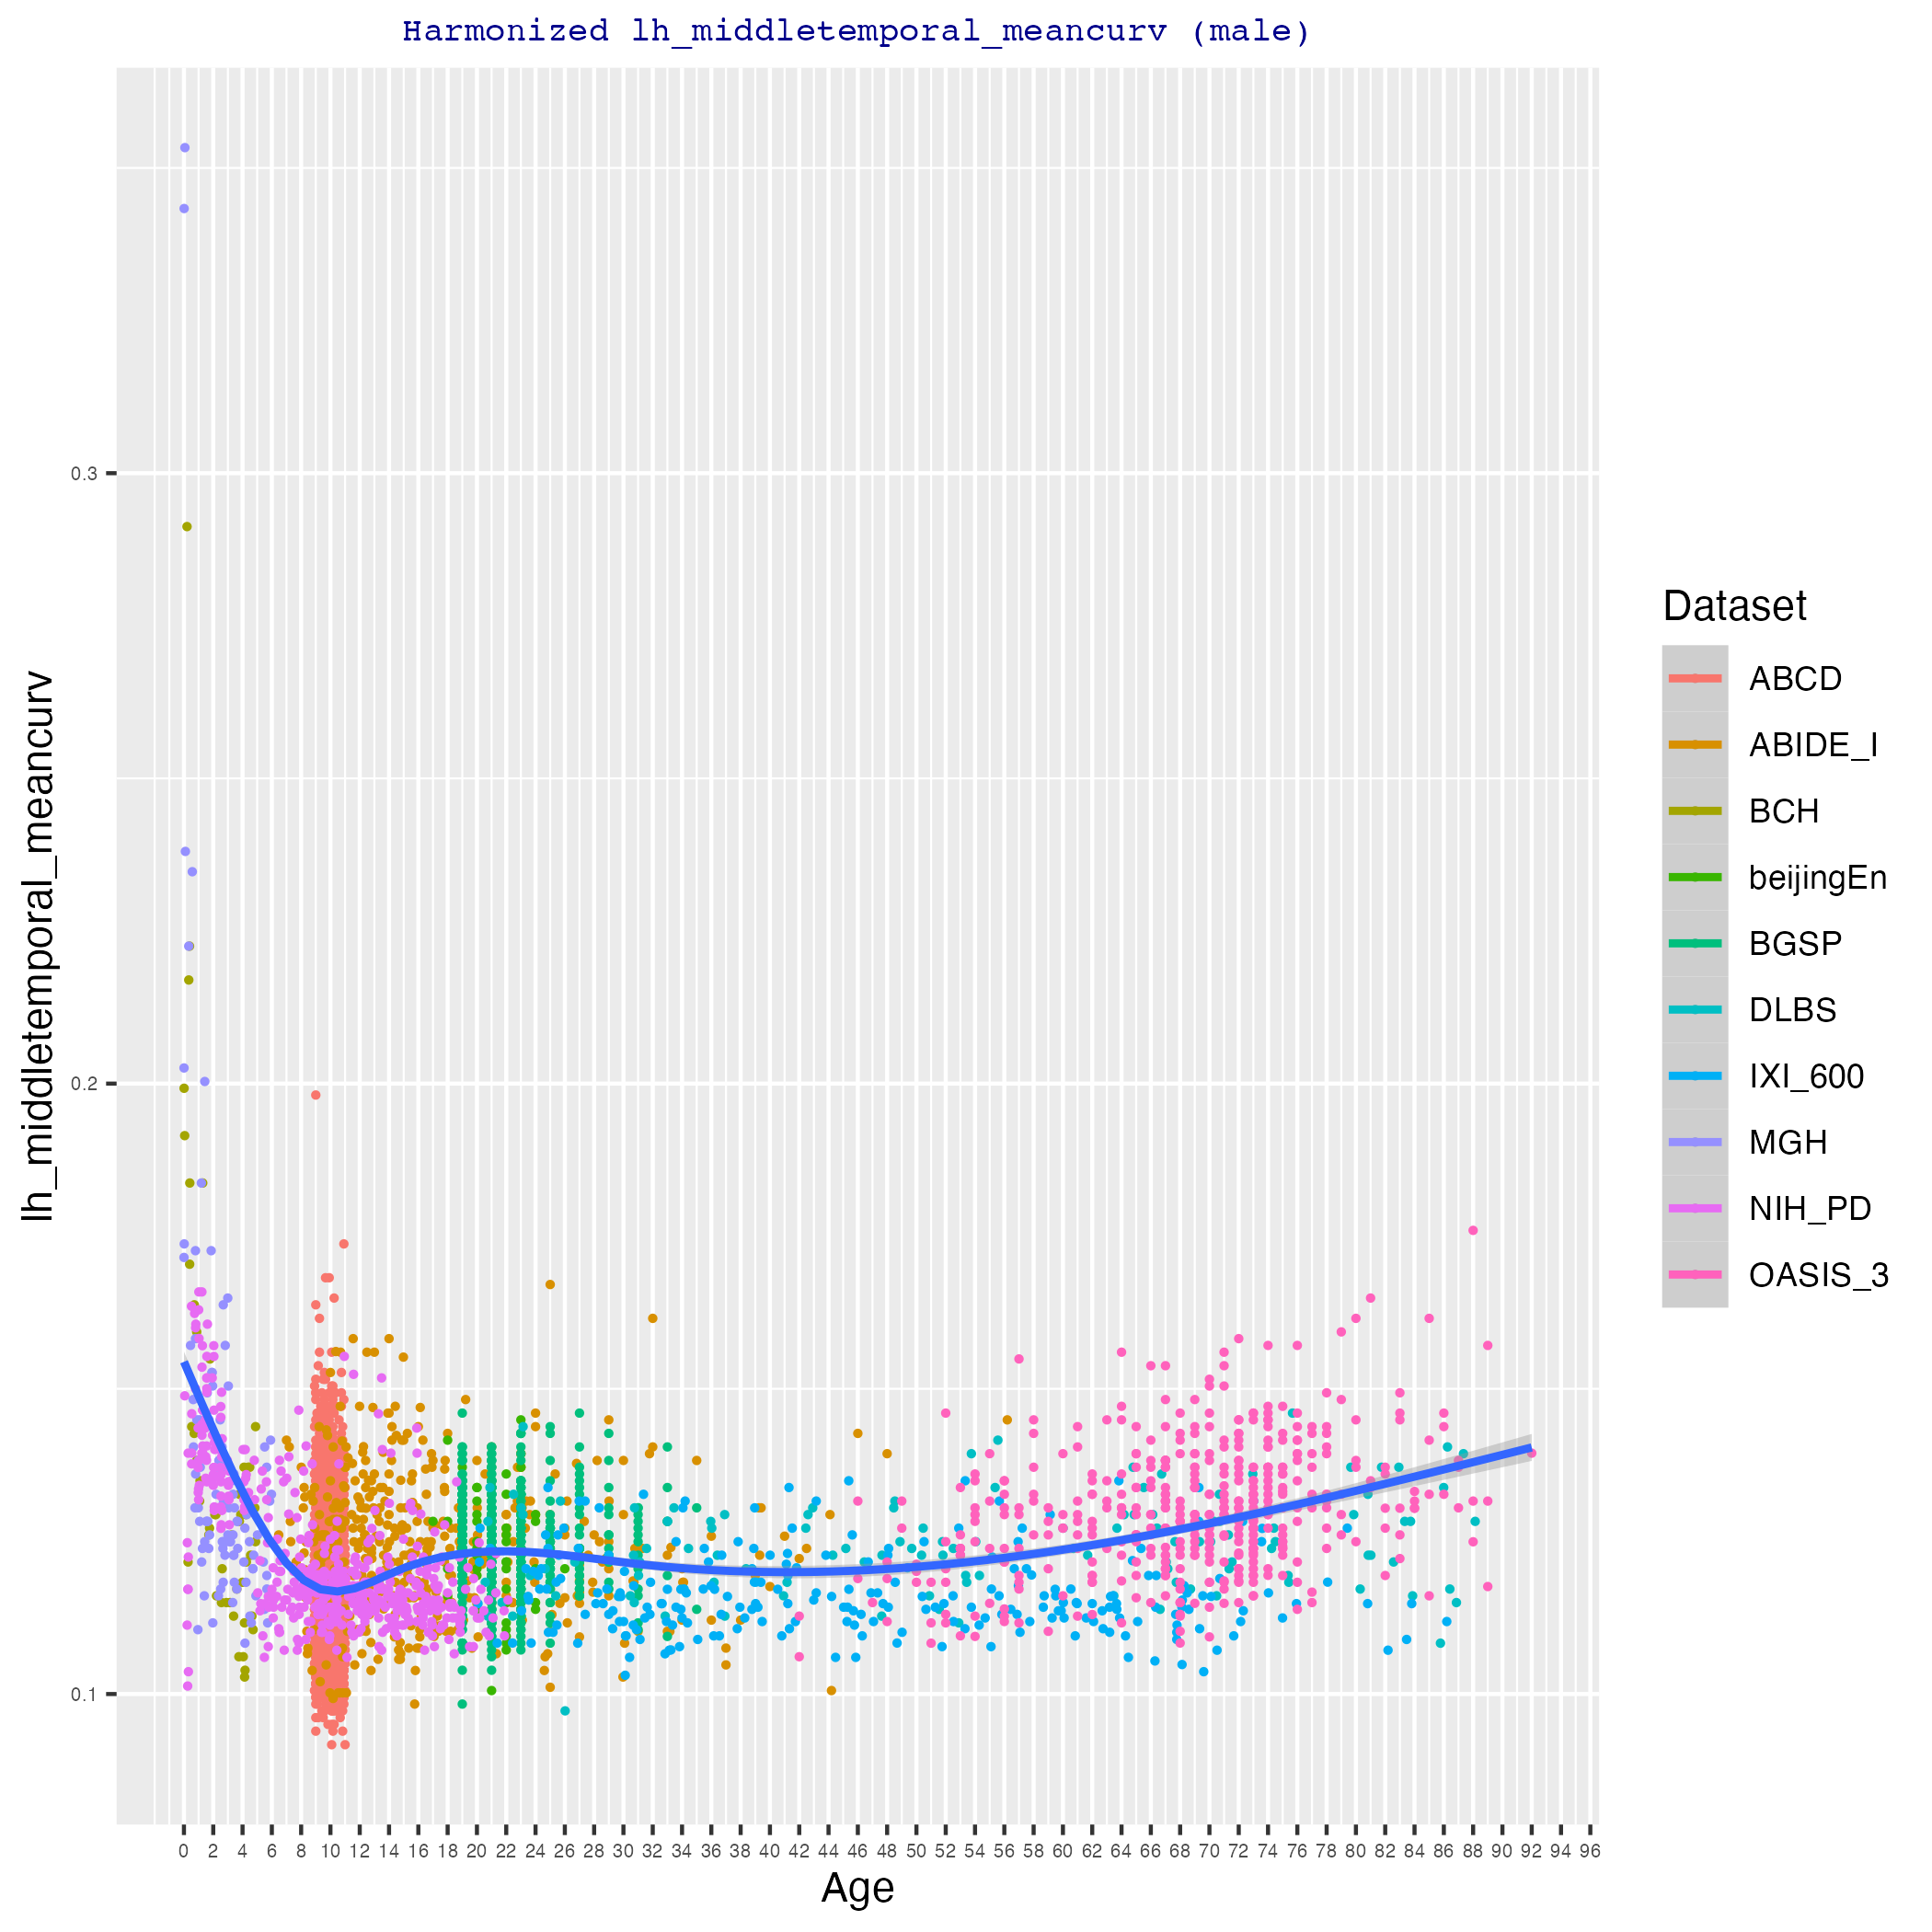 Harmonized lh_middletemporal_meancurv (male)
lh_middletemporal_meancurv
0.3
0.2
0.1
0 2 4 6 8 10 12 14 16 18 20 22 24 26 28 30 32 34 36 38 40 42 44 46 48 50 52 54 56 58 60 62 64 66 68 70 72 74 76 78 80 82 84 86 88 90 92 94 96
Age
Dataset
ABCD
ABIDE_I
BCH
beijingEn
BGSP
DLBS
IXI_600
MGH
NIH_PD
OASIS_3